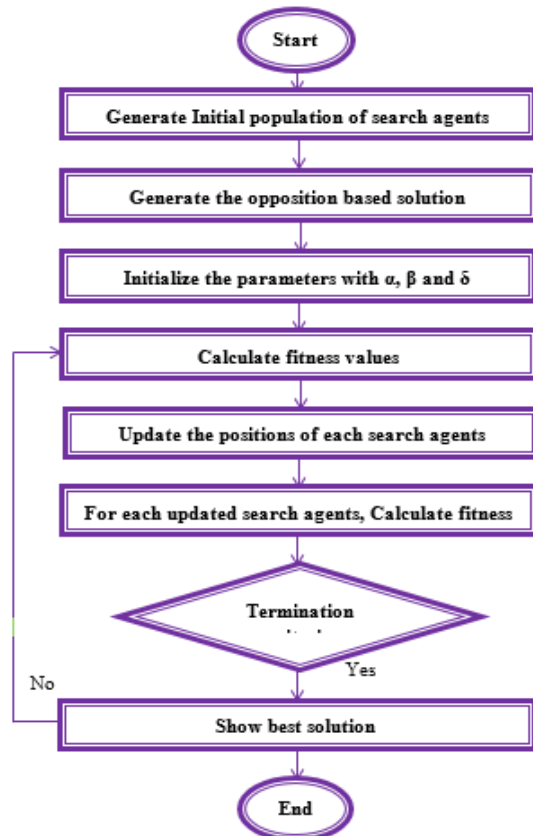 Start
Generate Initial population of search agents
Generate the opposition based solution
Initialize the parameters with α, β and δ
Calculate fitness values
Update the positions of each search agents
For each updated search agents, Calculate fitness
Termination
Yes
No
Show best solution
End